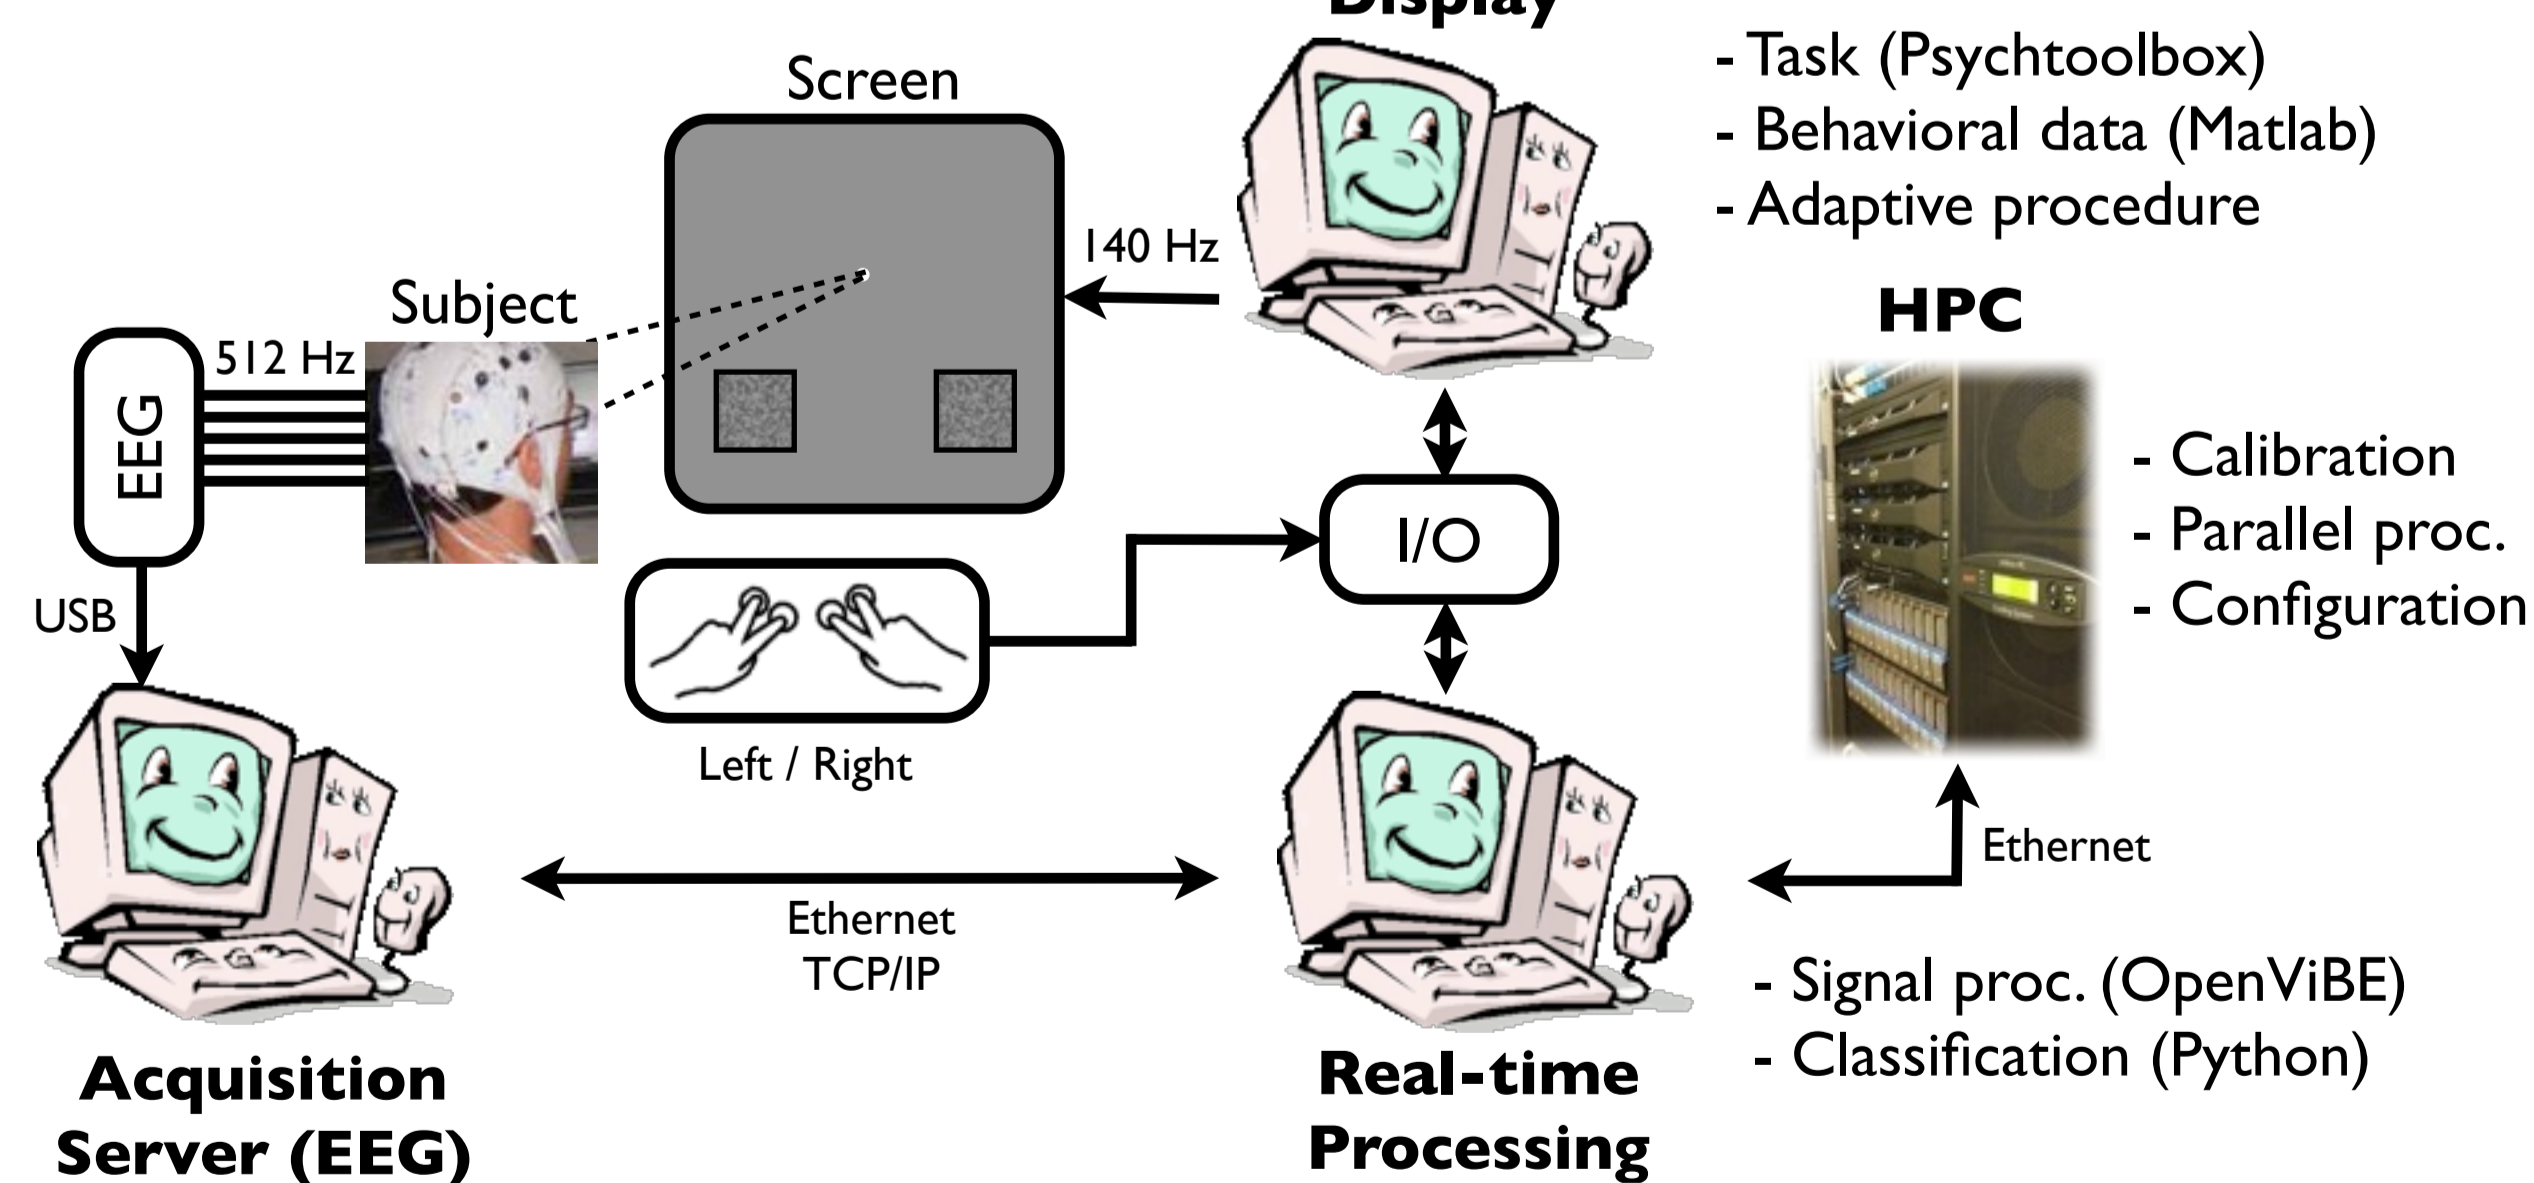 Display
- Task (Psychtoolbox)
- Behavioral data (Matlab)
- Adaptive procedure
Screen
140 Hz
Subject
512 Hz
EEG
USB
HPC
- Calibration
- Parallel proc.
- Configuration
I/O
Left / Right
Ethernet
Ethernet
TCP/IP
- Signal proc. (OpenViBE)
- Classification (Python)
Acquisition
Server (EEG)
Real-time
Processing